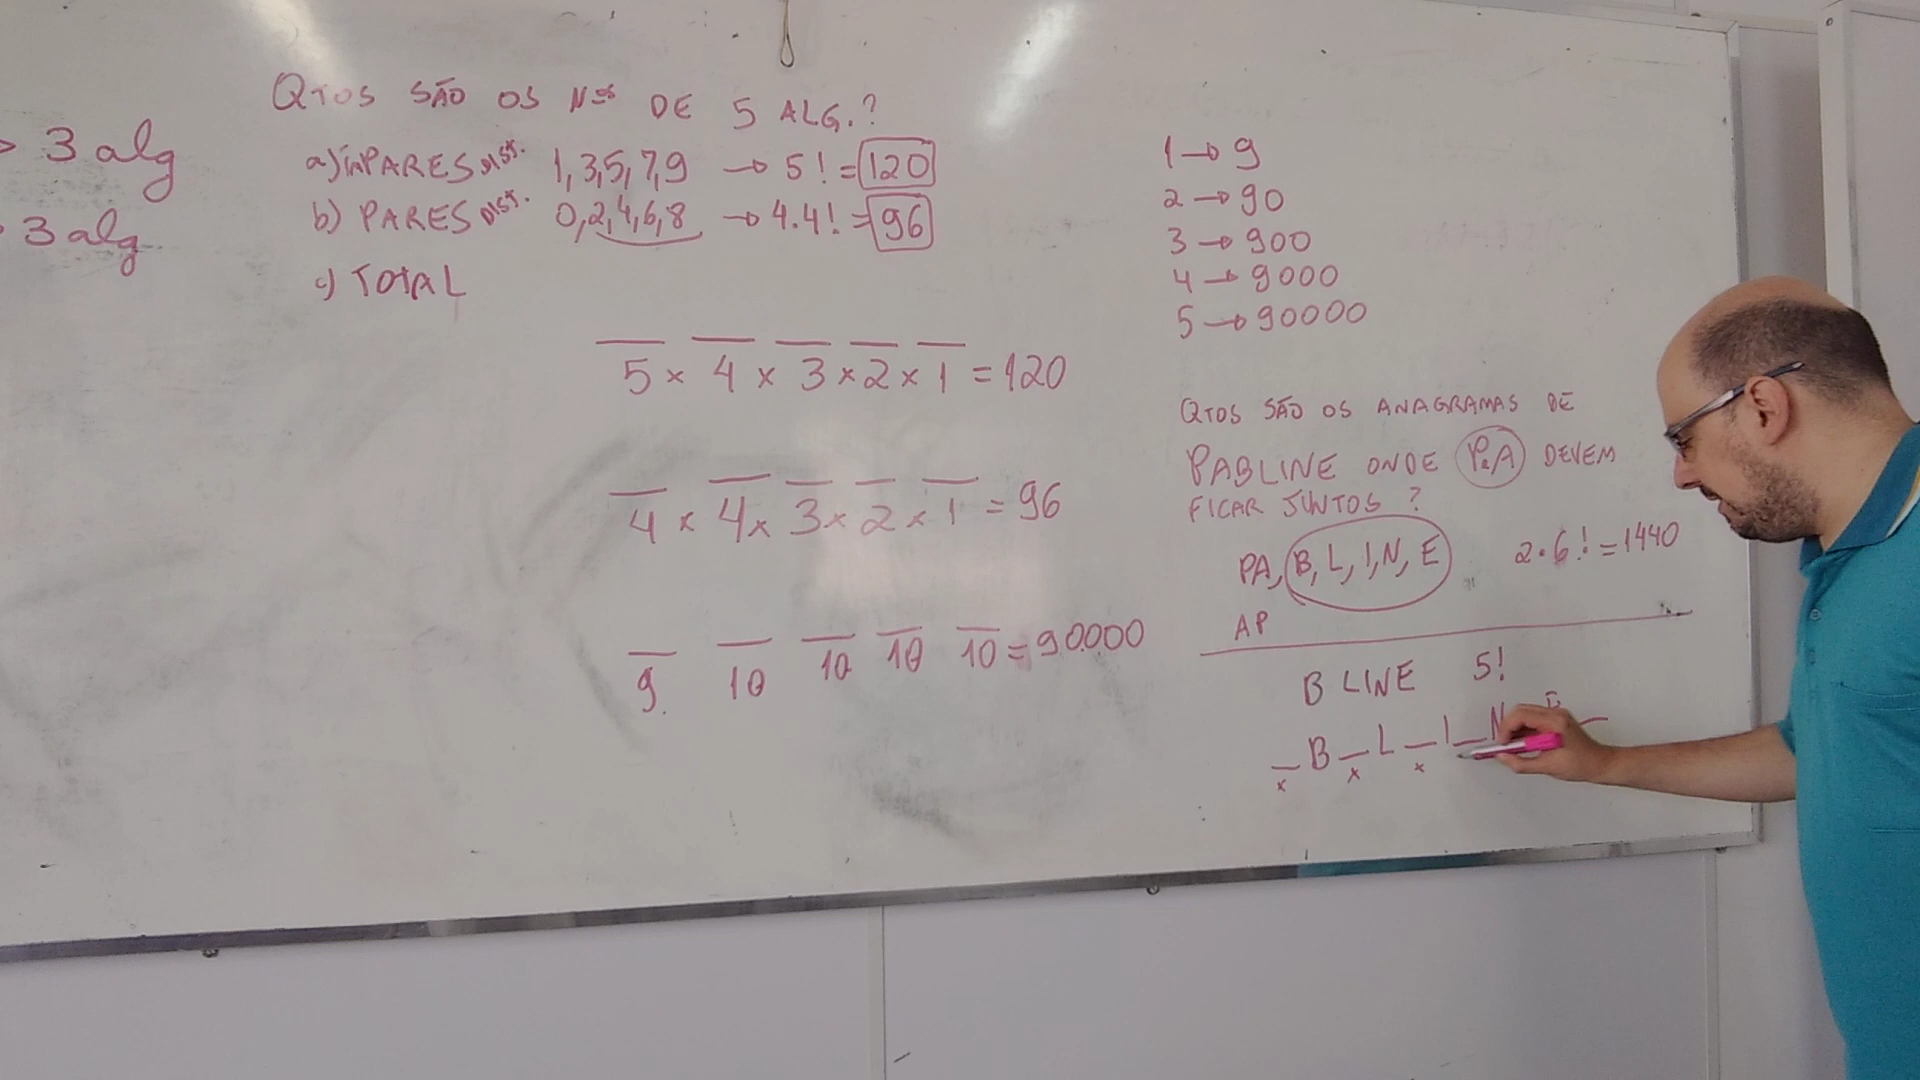 > 3 alg
3 alg
QTOS SÃO OS Nºs DE 5 ALG.?
a) ÍMPARES DIST. 1,3,5,7,9 → 5! = 120
b) PARES DIST. 0,2,4,6,8 → 4.4! = 96
c) TOTAL
5 × 4 × 3 × 2 × 1 = 120
4 × 4 × 3 × 2 × 1 = 96
9 10 10 10 10 = 90000
1 → 9
2 → 90
3 → 900
4 → 9000
5 → 90000
QTOS SÃO OS ANAGRAMAS DE
PABLINE ONDE P e A DEVEM
FICAR JUNTOS ?
PA, B, L, I, N, E 2·6! = 1440
AP
B LINE 5!
_ B _ L _ I _ N E _
x x x